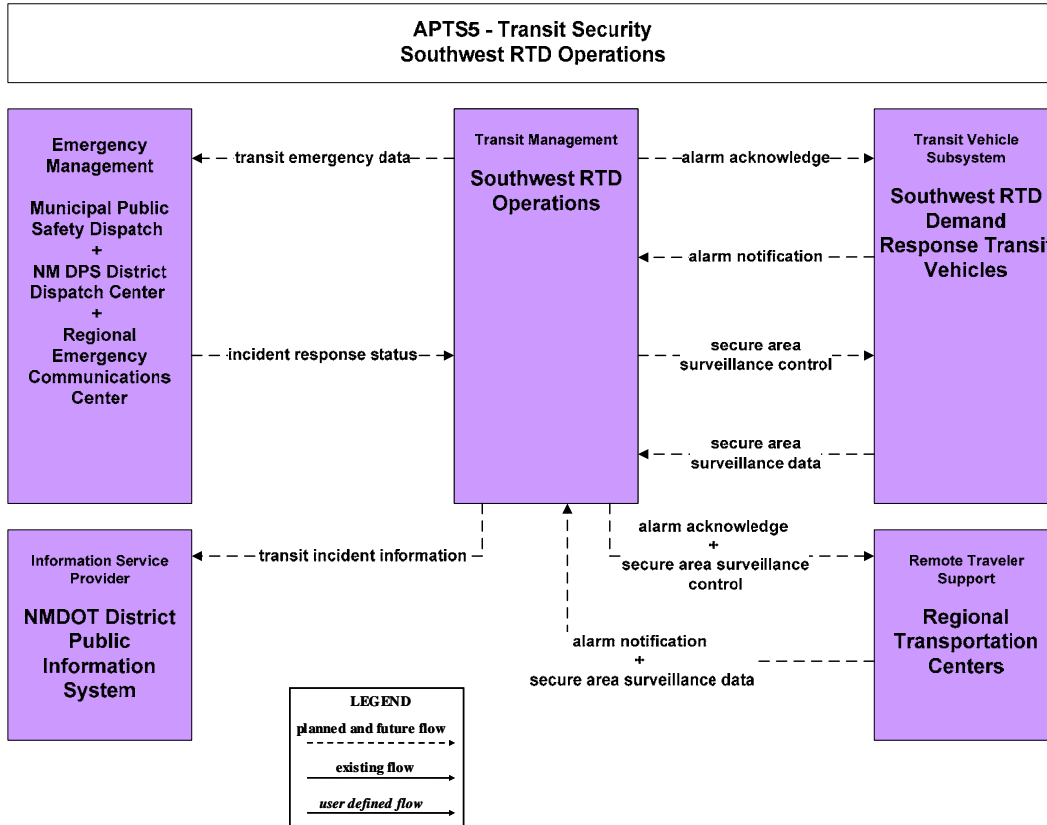 APTS5 - Transit Security
Southwest RTD Operations
Emergency
Management
Municipal Public
Safety Dispatch
+
NM DPS District
Dispatch Center
+
Regional
Emergency
Communications
Center
transit emergency data
incident response status
Transit Management
Southwest RTD
Operations
alarm acknowledge
alarm notification
secure area
surveillance control
secure area
surveillance data
Transit Vehicle
Subsystem
Southwest RTD
Demand
Response Transit
Vehicles
Information Service
Provider
NMDOT District
Public
Information
System
transit incident information
alarm acknowledge
+
secure area surveillance
control
alarm notification
+
secure area surveillance data
Remote Traveler
Support
Regional
Transportation
Centers
LEGEND
planned and future flow
existing flow
user defined flow